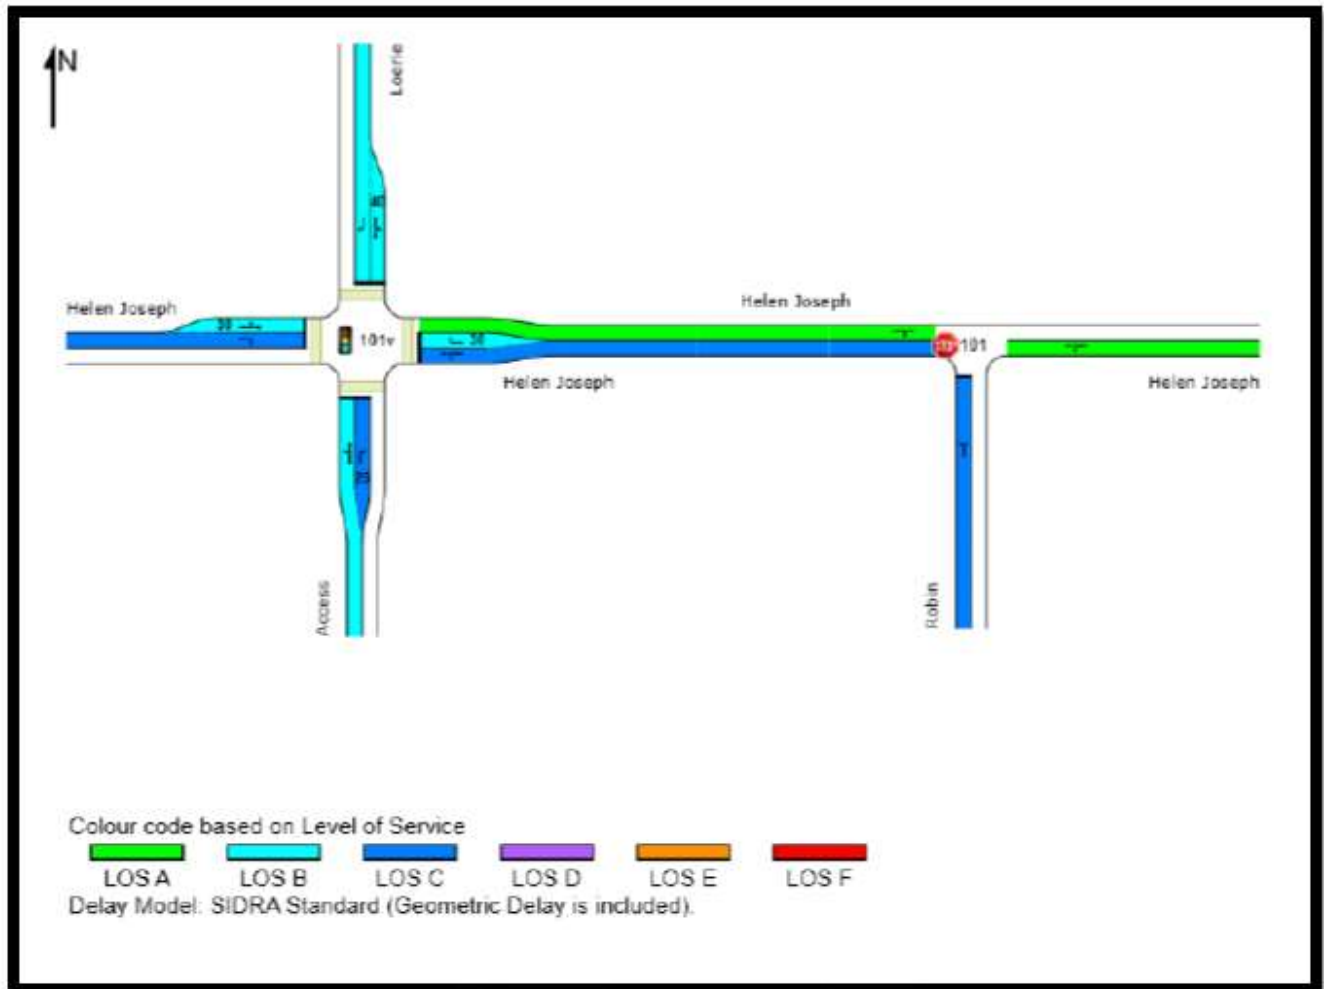 N
Loerie
Helen Joseph
101v
Helen Joseph
101
Helen Joseph
Helen Joseph
Access
Robin
Colour code based on Level of Service
LOS A LOS B LOS C LOS D LOS E LOS F
Delay Model: SIDRA Standard (Geometric Delay is included).